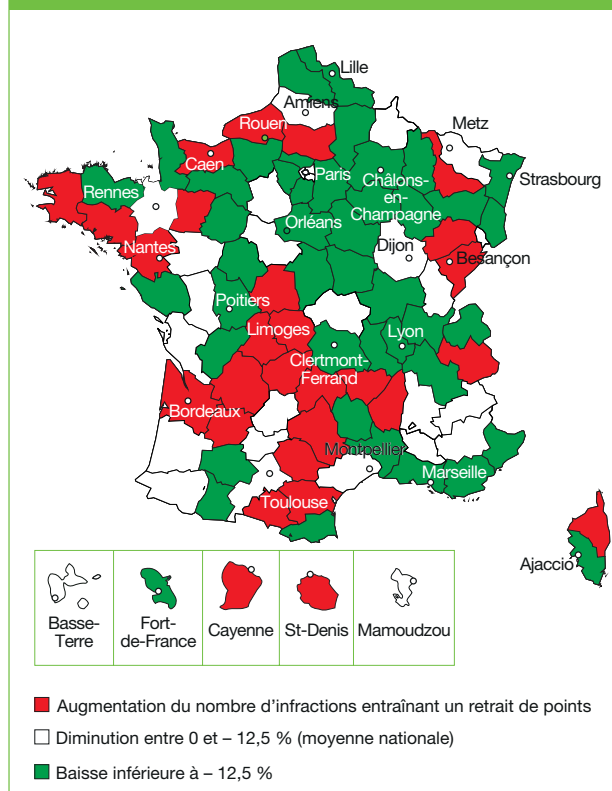 Lille
Amiens
Rouen
Metz
Caen
Paris
Châlons-
en-
Champagne
Strasbourg
Rennes
Orléans
Dijon
Besançon
Nantes
Poitiers
Limoges
Lyon
Clertmont-
Ferrand
Bordeaux
Montpellier
Marseille
Toulouse
Ajaccio
Basse-
Terre
Fort-
de-France
Cayenne
St-Denis
Mamoudzou
Augmentation du nombre d’infractions entraînant un retrait de points
Diminution entre 0 et – 12,5 % (moyenne nationale)
Baisse inférieure à – 12,5 %